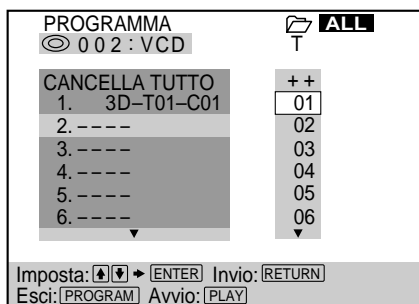 PROGRAMMA ALL
002:VCD T
CANCELLA TUTTO ++
1. 3D–T01–C01 01
2. – – – – 02
3. – – – – 03
4. – – – – 04
5. – – – – 05
6. – – – – 06
Imposta: ENTER Invio: RETURN
Esci: PROGRAM Avvio: PLAY